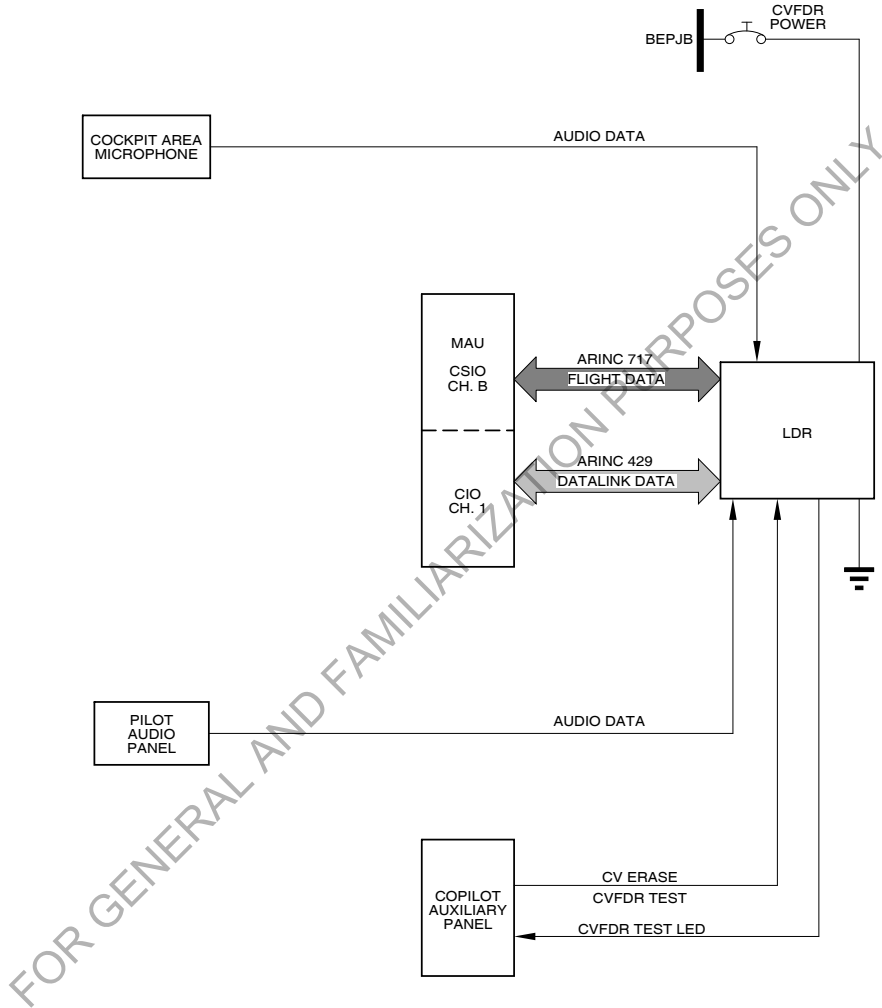 CVFDR
POWER
BEPJB
COCKPIT AREA
MICROPHONE
AUDIO DATA
MAU
CSIO
CH. B
ARINC 717
FLIGHT DATA
LDR
CIO
CH. 1
ARINC 429
DATALINK DATA
PILOT
AUDIO
PANEL
AUDIO DATA
COPILOT
AUXILIARY
PANEL
CV ERASE
CVFDR TEST
CVFDR TEST LED
FOR GENERAL AND FAMILIARIZATION PURPOSES ONLY